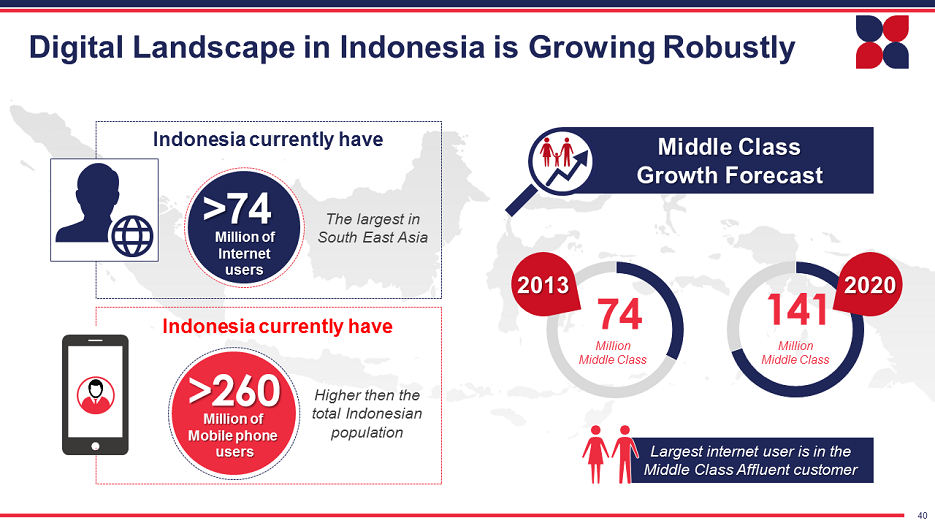 Digital Landscape in Indonesia is Growing Robustly
Indonesia currently have
>74
Million of
Internet
users
The largest in
South East Asia
Indonesia currently have
>260
Million of
Mobile phone
users
Higher then the
total Indonesian
population
Middle Class
Growth Forecast
2013
74
Million
Middle Class
2020
141
Million
Middle Class
Largest internet user is in the
Middle Class Affluent customer
40